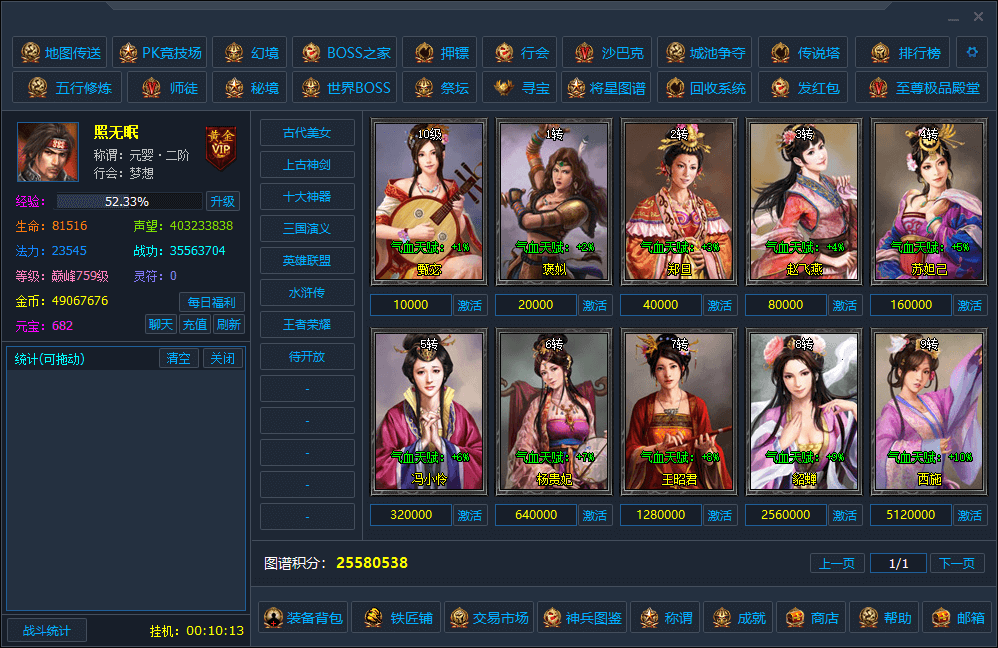 地图传送 PK竞技场 幻境 BOSS之家 押镖 行会 沙巴克 城池争夺 传说塔 排行榜
五行修炼 师徒 秘境 世界BOSS 祭坛 寻宝 将星图谱 回收系统 发红包 至尊极品殿堂
照无眠
称谓：元婴·二阶
行会：梦想
黄金
VIP
经验： 52.33% 升级
生命：81516 声望：403233838
法力：23545 战功：35563704
等级：巅峰759级 灵符：0
金币：49067676 每日福利
元宝：682 聊天 充值 刷新
统计(可拖动) 清空 关闭
战斗统计 挂机：00:10:13
古代美女
上古神剑
十大神器
三国演义
英雄联盟
水浒传
王者荣耀
待开放
-
-
-
-
-
10级 1转 2转 3转 4转
气血天赋：+1% 气血天赋：+2% 气血天赋：+3% 气血天赋：+4% 气血天赋：+5%
甄宓 褒姒 郑旦 赵飞燕 苏妲己
10000 激活 20000 激活 40000 激活 80000 激活 160000 激活
5转 6转 7转 8转 9转
气血天赋：+6% 气血天赋：+7% 气血天赋：+8% 气血天赋：+9% 气血天赋：+10%
冯小怜 杨贵妃 王昭君 貂蝉 西施
320000 激活 640000 激活 1280000 激活 2560000 激活 5120000 激活
图谱积分：25580538 上一页 1/1 下一页
装备背包 铁匠铺 交易市场 神兵图鉴 称谓 成就 商店 帮助 邮箱